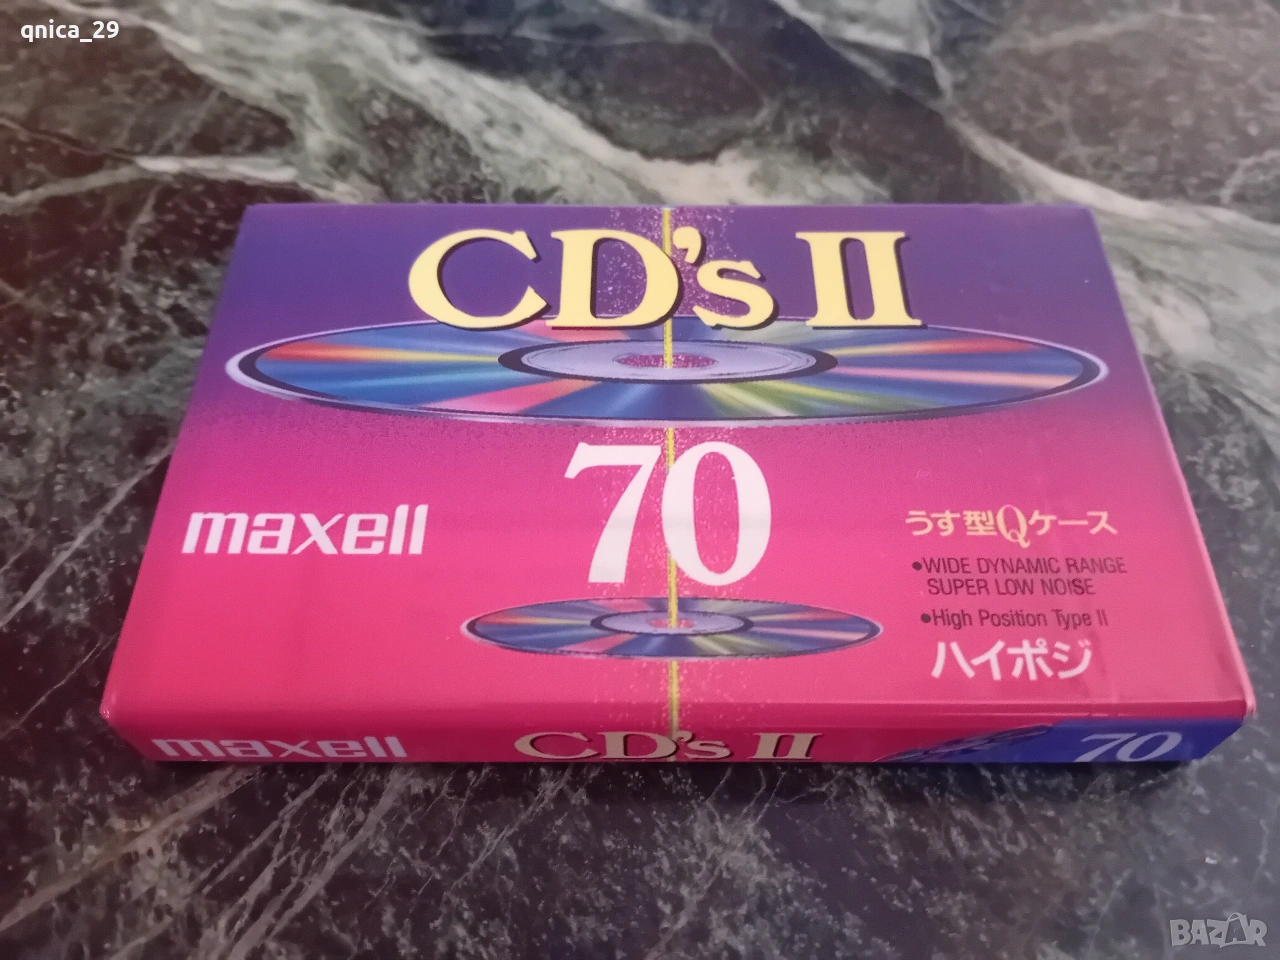 qnica_29
CD's II
70
maxell
うす型Qケース
•WIDE DYNAMIC RANGE
SUPER LOW NOISE
•High Position Type II
ハイポジ
maxell CD's II 70
BAZAR